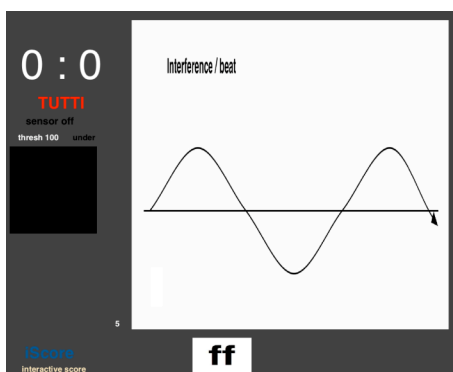 0 : 0
Interference / beat
TUTTI
sensor off
thresh 100 under
5
iScore
interactive score
ff